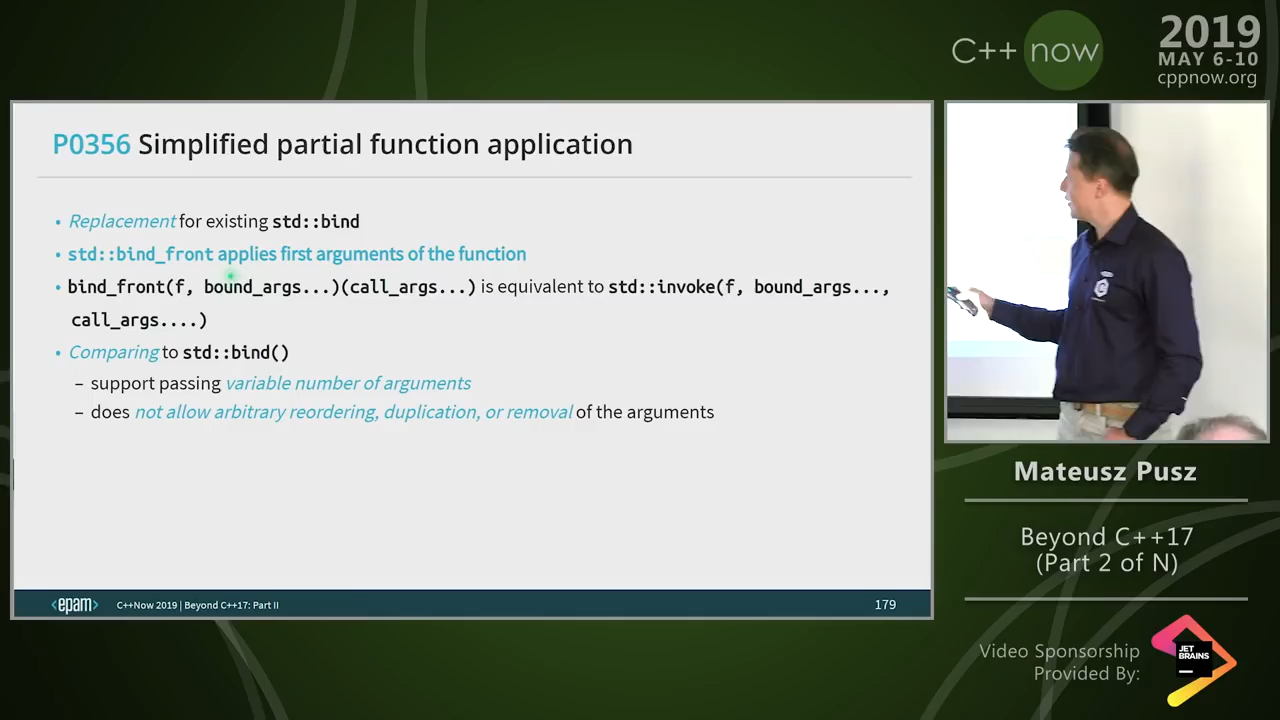 C++ now
2019
MAY 6-10
cppnow.org
P0356 Simplified partial function application
• Replacement for existing std::bind
• std::bind_front applies first arguments of the function
• bind_front(f, bound_args...)(call_args...) is equivalent to std::invoke(f, bound_args...,
call_args....)
• Comparing to std::bind()
– support passing variable number of arguments
– does not allow arbitrary reordering, duplication, or removal of the arguments
<epam> C++Now 2019 | Beyond C++17: Part II 179
Mateusz Pusz
Beyond C++17
(Part 2 of N)
Video Sponsorship
Provided By:
JET
BRAINS